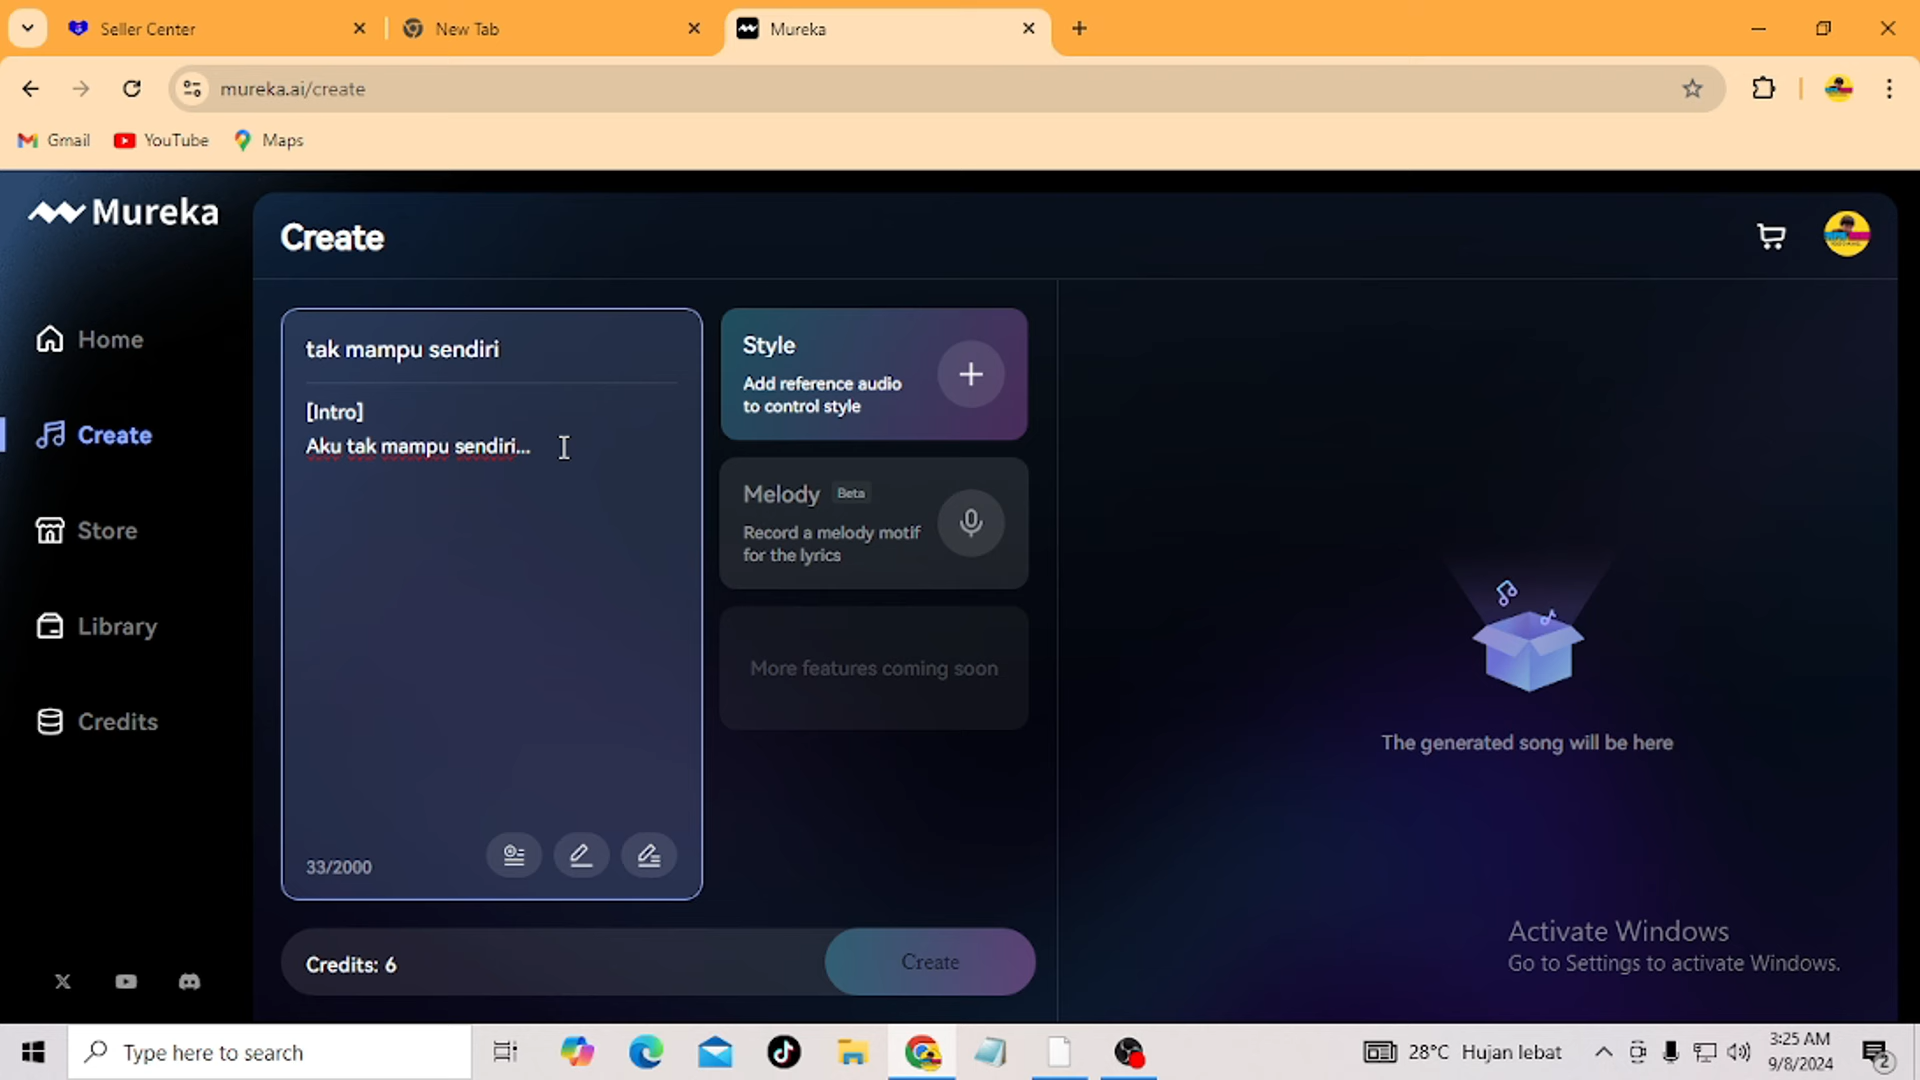 Seller Center
New Tab
Mureka
mureka.ai/create
Gmail
YouTube
Maps
Mureka
Create
Home
Create
Store
Library
Credits
tak mampu sendiri
[Intro]
Aku tak mampu sendiri...
33/2000
Style
Add reference audio
to control style
Melody Beta
Record a melody motif
for the lyrics
More features coming soon
Credits: 6
Create
The generated song will be here
Activate Windows
Go to Settings to activate Windows.
Type here to search
28°C Hujan lebat
3:25 AM
9/8/2024
2